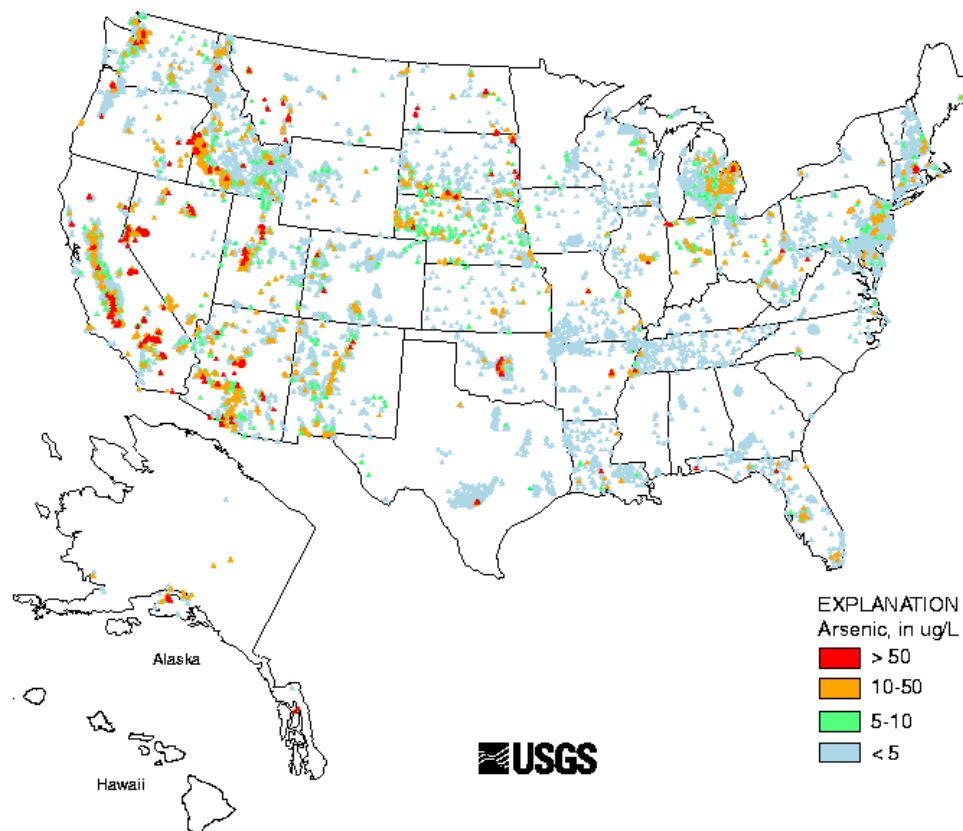 EXPLANATION
Arsenic, in ug/L
> 50
10-50
5-10
< 5
Alaska
Hawaii
USGS